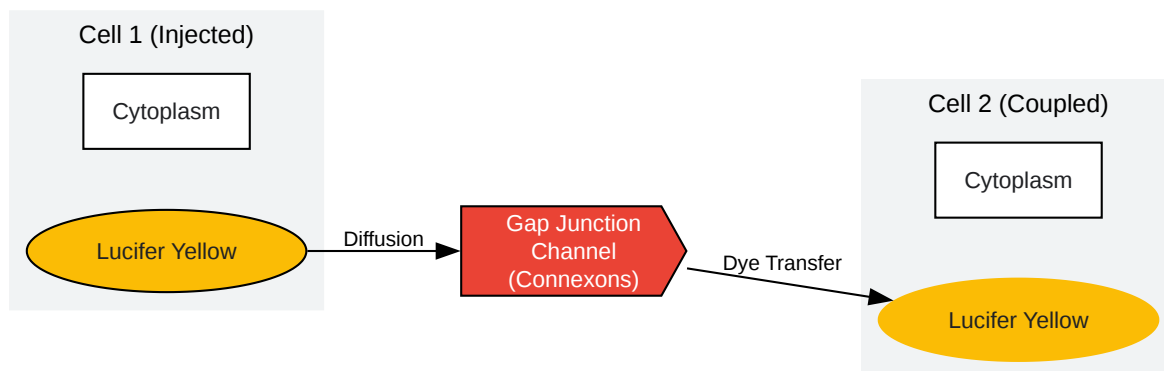 Cell 1 (Injected)
Cytoplasm
Lucifer Yellow
Diffusion
Gap Junction
Channel
(Connexons)
Dye Transfer
Cell 2 (Coupled)
Cytoplasm
Lucifer Yellow